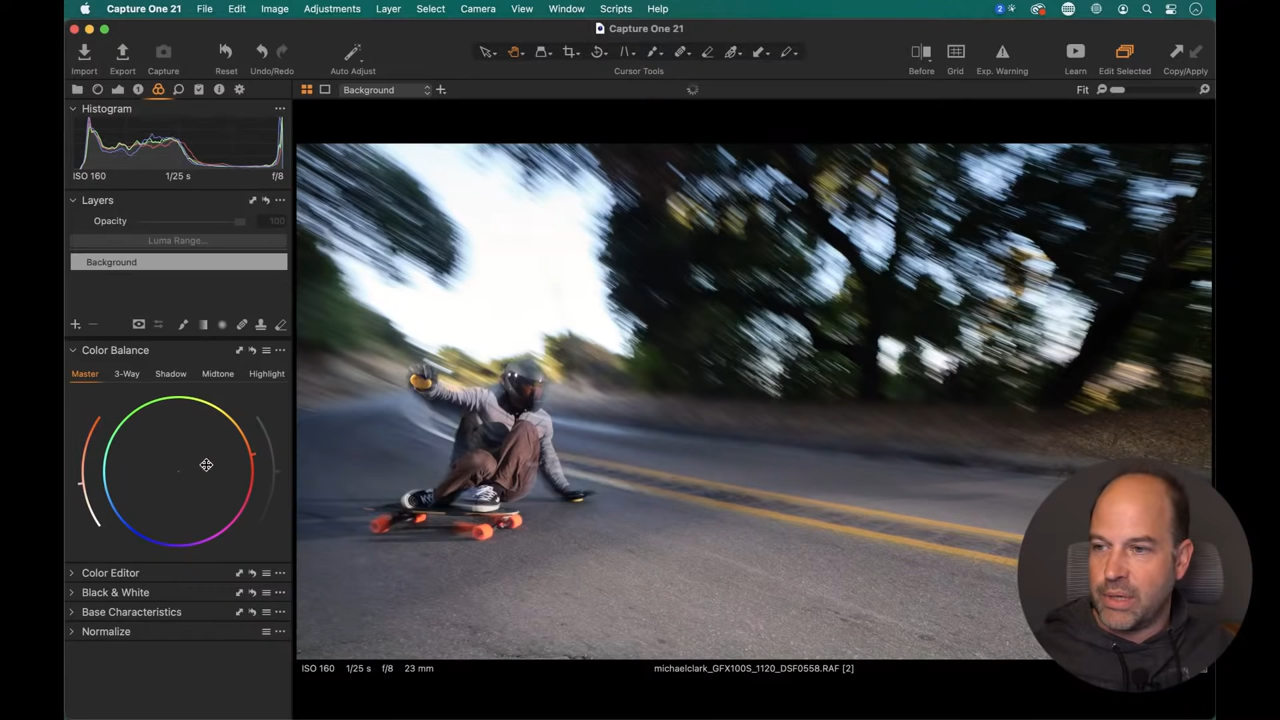 Capture One 21 File Edit Image Adjustments Layer Select Camera View Window Scripts Help 2
Capture One 21
Import Export Capture Reset Undo/Redo Auto Adjust Cursor Tools Before Grid Exp. Warning Learn Edit Selected Copy/Apply
Background Fit
Histogram
ISO 160 1/25 s f/8
Layers
Opacity 100
Luma Range...
Background
Color Balance
Master 3-Way Shadow Midtone Highlight
Color Editor
Black & White
Base Characteristics
Normalize
ISO 160 1/25 s f/8 23 mm michaelclark_GFX100S_1120_DSF0558.RAF [2]